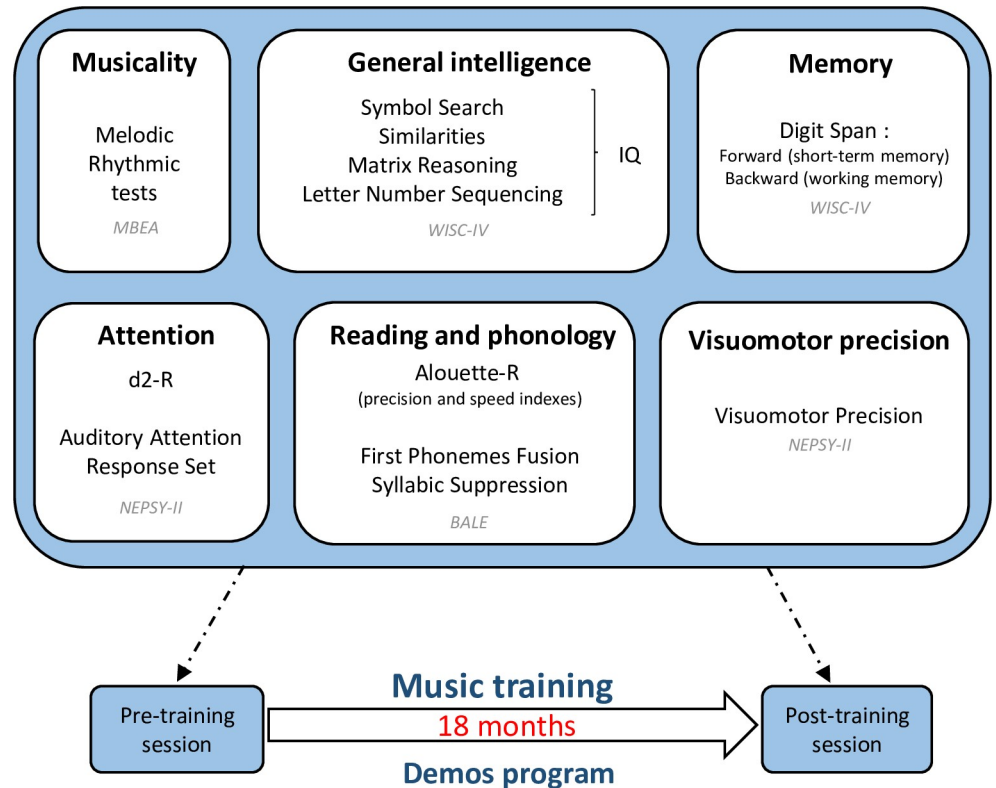 Musicality
Melodic
Rhythmic
tests
MBEA
General intelligence
Symbol Search
Similarities
Matrix Reasoning
Letter Number Sequencing
IQ
WISC-IV
Memory
Digit Span :
Forward (short-term memory)
Backward (working memory)
WISC-IV
Attention
d2-R
Auditory Attention
Response Set
NEPSY-II
Reading and phonology
Alouette-R
(precision and speed indexes)
First Phonemes Fusion
Syllabic Suppression
BALE
Visuomotor precision
Visuomotor Precision
NEPSY-II
Pre-training
session
Music training
18 months
Demos program
Post-training
session